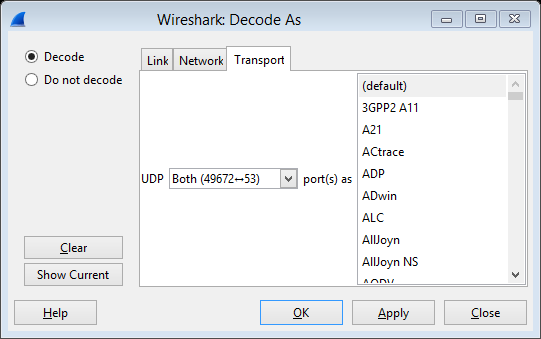 Wireshark: Decode As
Decode
Do not decode
Link
Network
Transport
UDP
Both (49672↔53)
port(s) as
(default)
3GPP2 A11
A21
ACtrace
ADP
ADwin
ALC
AllJoyn
AllJoyn NS
AODV
Clear
Show Current
Help
OK
Apply
Close